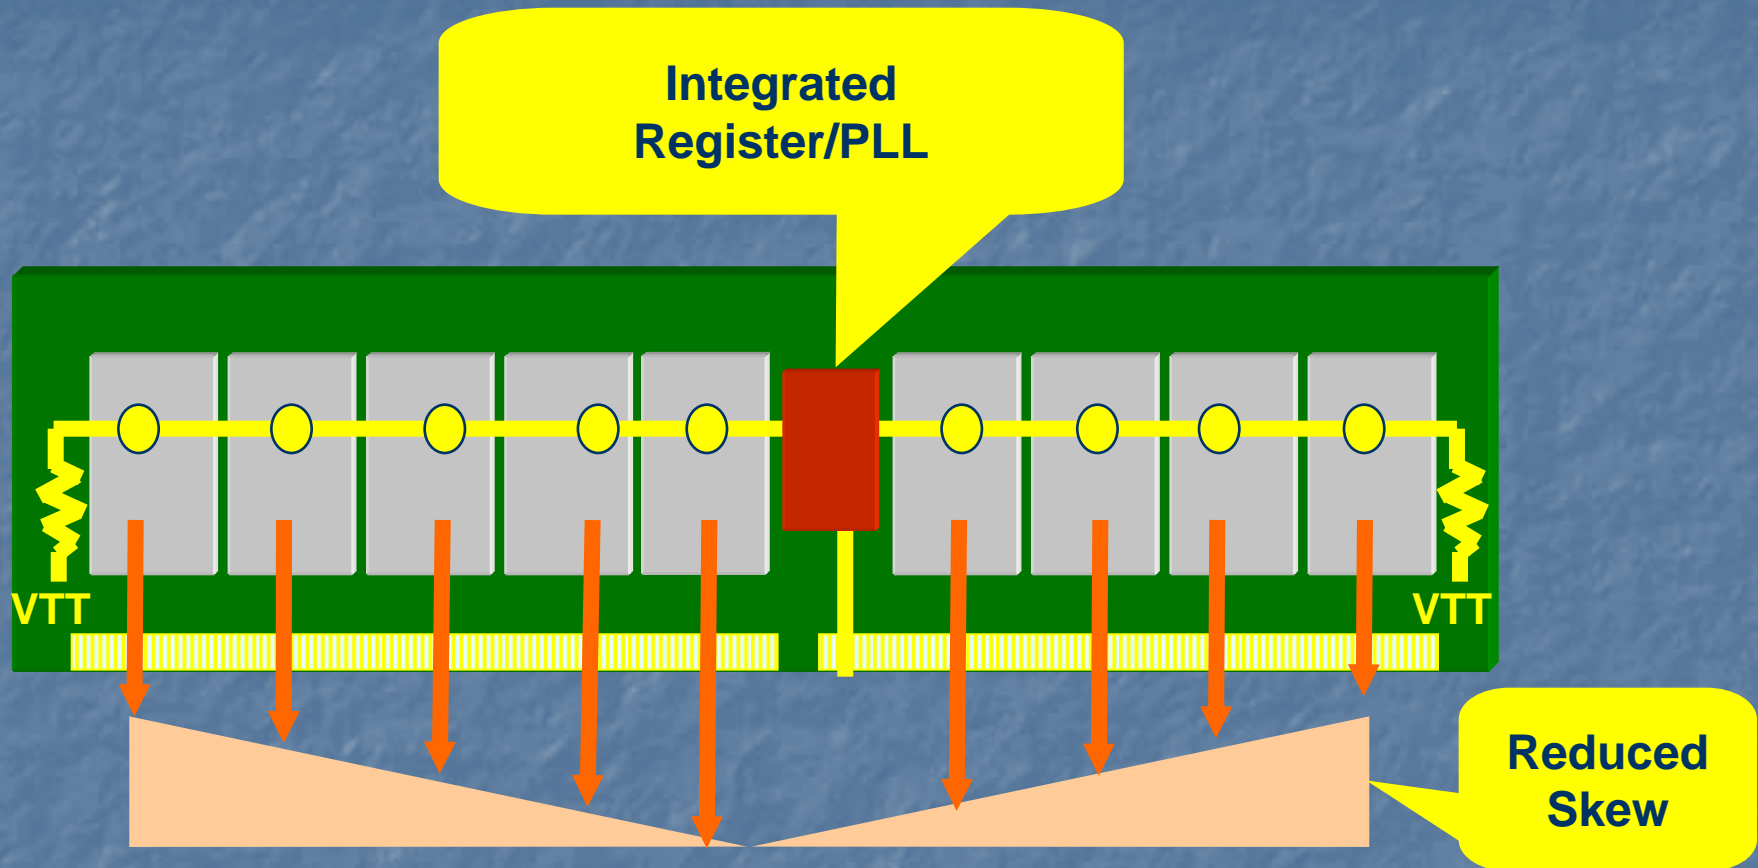 Integrated
Register/PLL
VTT
VTT
Reduced
Skew